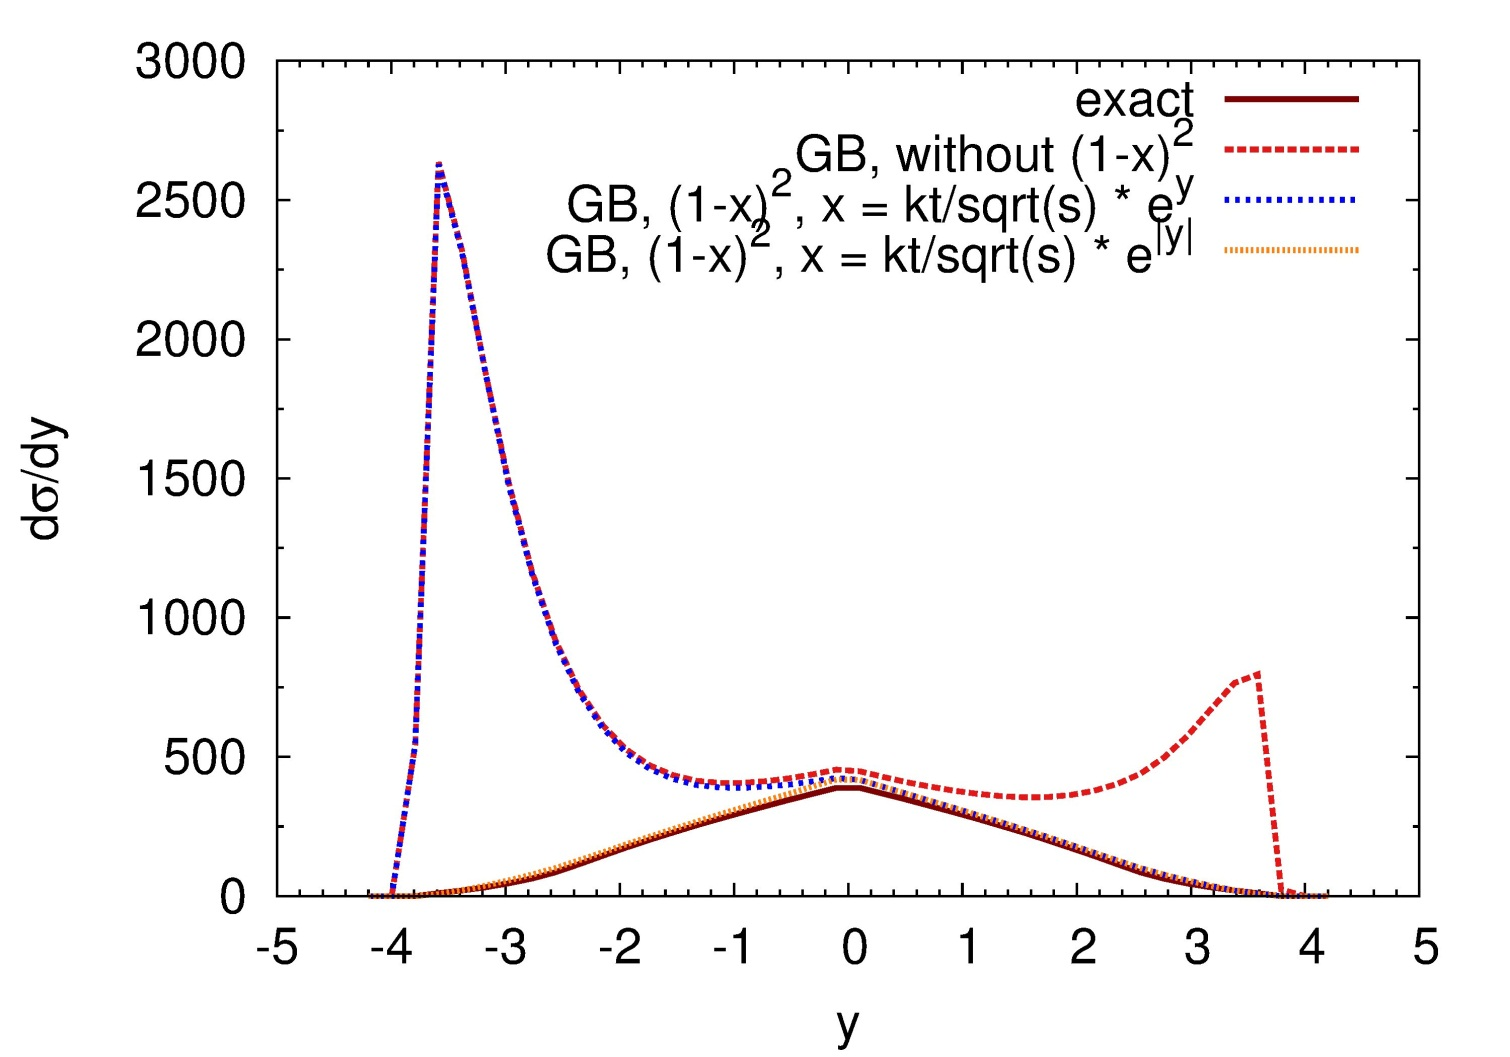 3000
2500
2000
1500
1000
500
0
dσ/dy
exact
GB, without (1-x)^2
GB, (1-x)^2, x = kt/sqrt(s) * e^y
GB, (1-x)^2, x = kt/sqrt(s) * e^|y|
-5 -4 -3 -2 -1 0 1 2 3 4 5
y